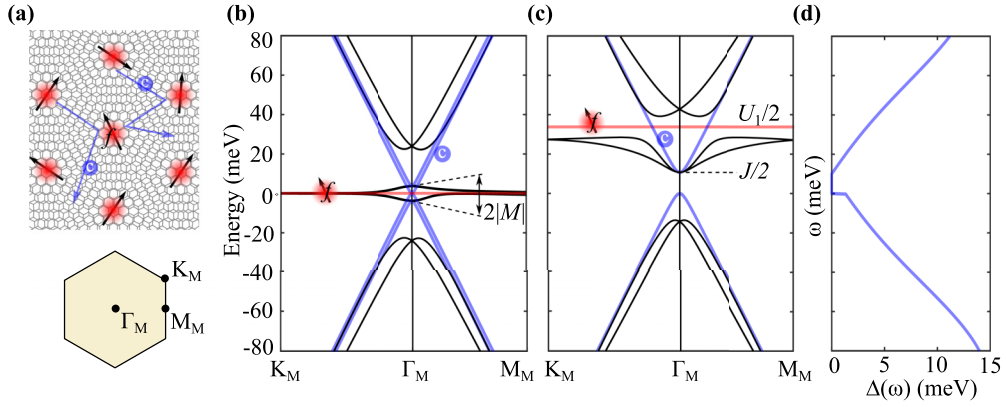 (a)
c
f
c
K_M
Γ_M
M_M
(b)
Energy (meV)
80
60
40
20
0
-20
-40
-60
-80
c
f
2|M|
K_M
Γ_M
M_M
(c)
f
U_1/2
c
J/2
K_M
Γ_M
M_M
(d)
ω (meV)
0
5
10
15
Δ(ω) (meV)